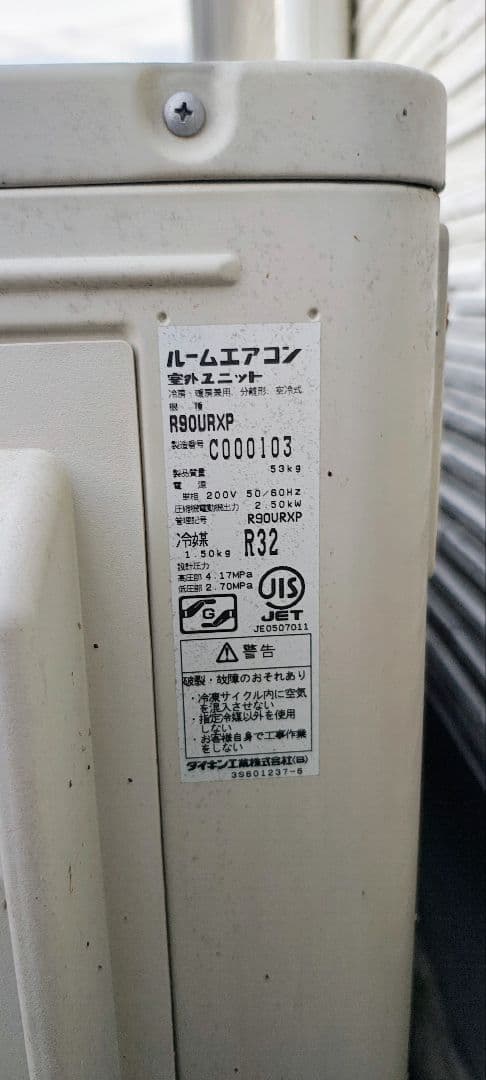 ルームエアコン
室外ユニット
冷房・暖房兼用, 分離形, 空冷式
機 種
R90URXP
製造番号 C000103
製品質量 53kg
電 源
単相 200V 50/60Hz
圧縮機電動機出力 2.50kW
管理記号 R90URXP
冷媒 R32
1.50kg
設計圧力
高圧部 4.17MPa
低圧部 2.70MPa
G
JIS
JET
JE0507011
警告
破裂・故障のおそれあり
・冷凍サイクル内に空気
を混入させない
・指定冷媒以外を使用
しない
・お客様自身で工事作業
をしない
ダイキン工業株式会社(日)
3S601237-6